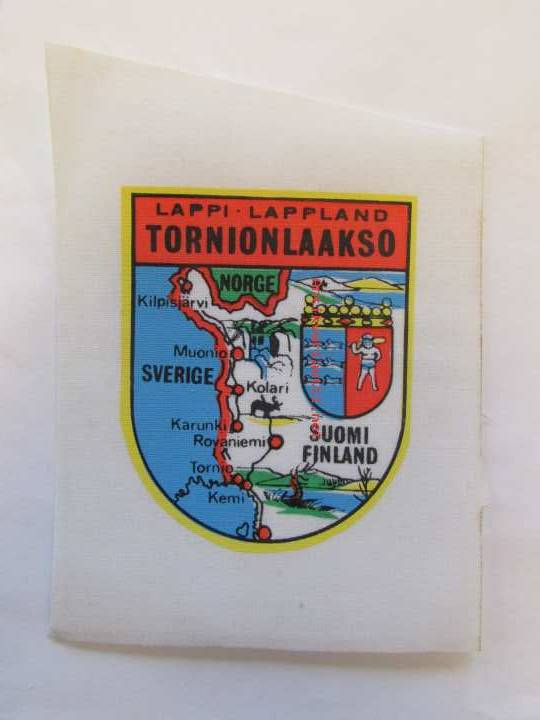 LAPPI · LAPPLAND
TORNIONLAAKSO
NORGE
Kilpisjärvi
Muonio
SVERIGE
Kolari
Karunki
Rovaniemi
SUOMI
FINLAND
Tornio
Kemi